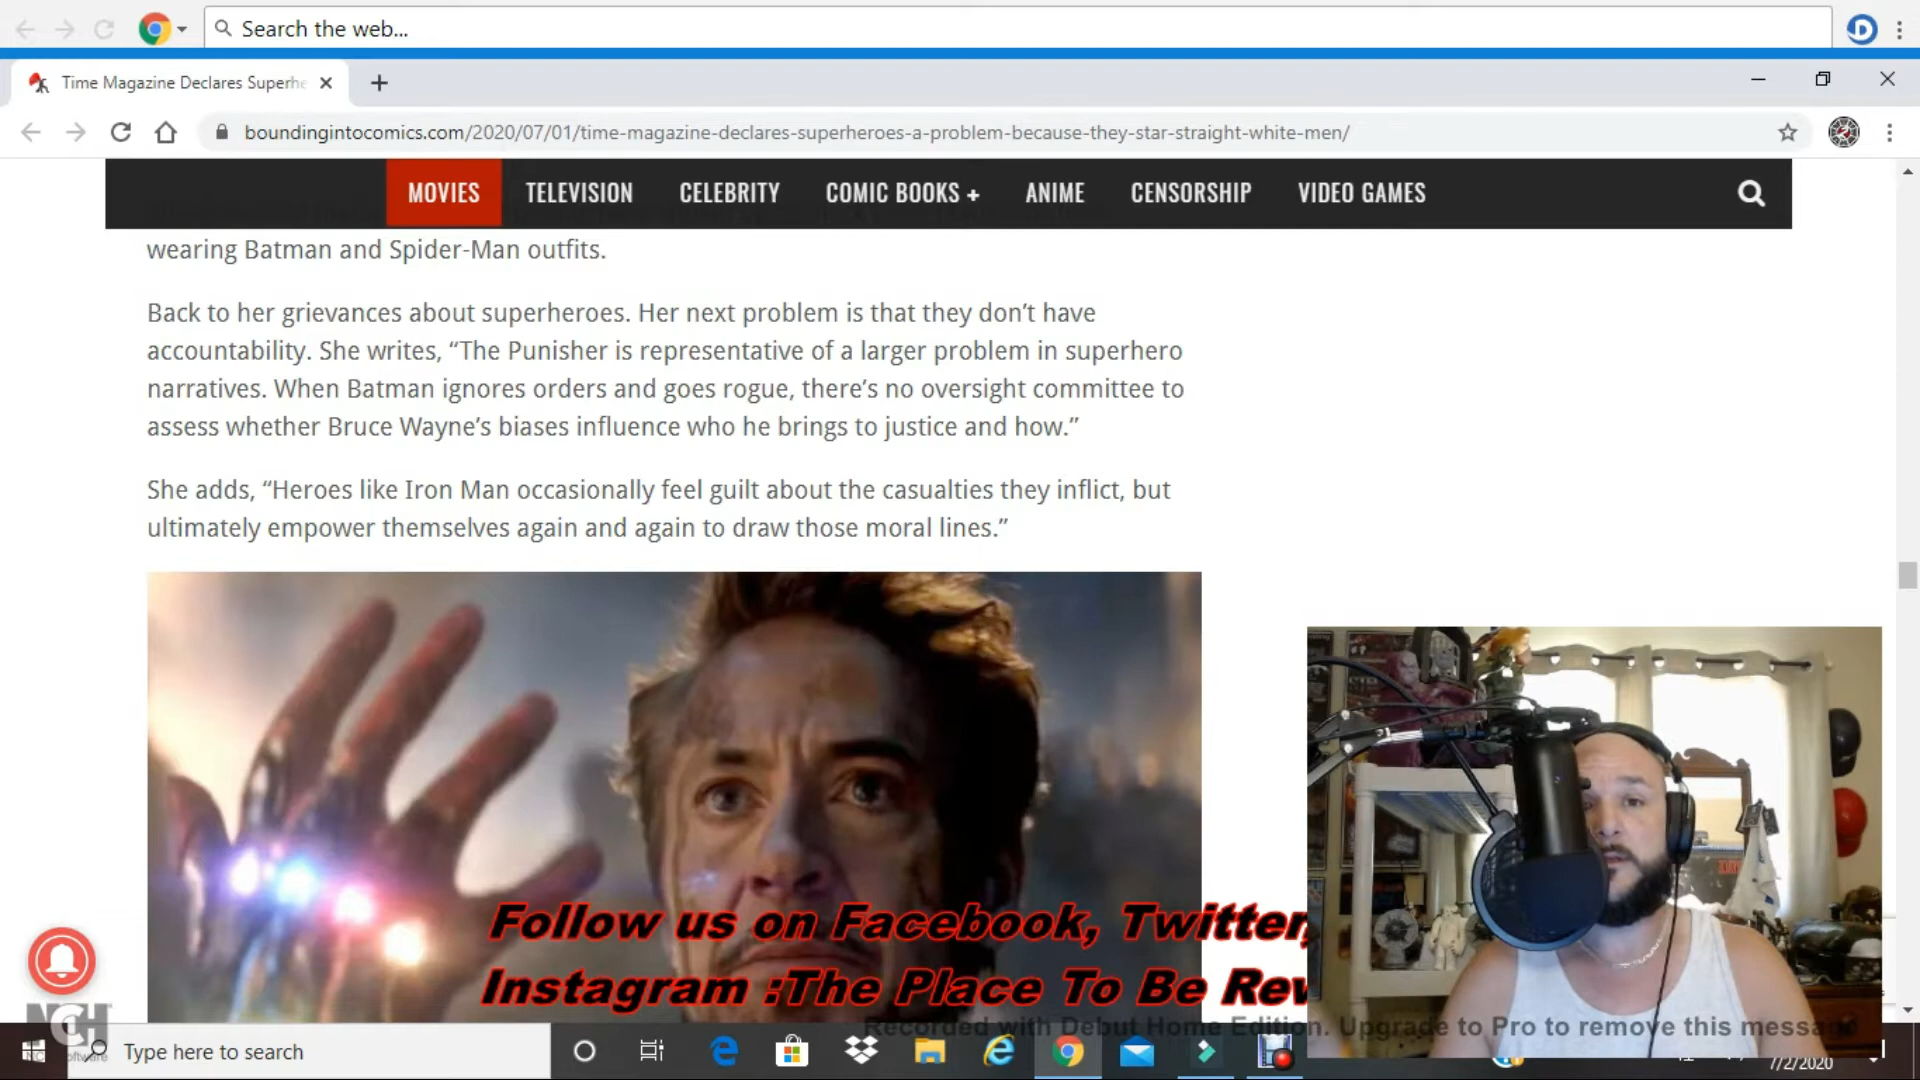 Search the web...
Time Magazine Declares Superhe
boundingintocomics.com/2020/07/01/time-magazine-declares-superheroes-a-problem-because-they-star-straight-white-men/
MOVIES TELEVISION CELEBRITY COMIC BOOKS + ANIME CENSORSHIP VIDEO GAMES
wearing Batman and Spider-Man outfits.
Back to her grievances about superheroes. Her next problem is that they don’t have
accountability. She writes, “The Punisher is representative of a larger problem in superhero
narratives. When Batman ignores orders and goes rogue, there’s no oversight committee to
assess whether Bruce Wayne’s biases influence who he brings to justice and how.”
She adds, “Heroes like Iron Man occasionally feel guilt about the casualties they inflict, but
ultimately empower themselves again and again to draw those moral lines.”
Follow us on Facebook, Twitter,
Instagram :The Place To Be Rev
NCH
Recorded with Debut Home Edition. Upgrade to Pro to remove this message
Type here to search
7/2/2020